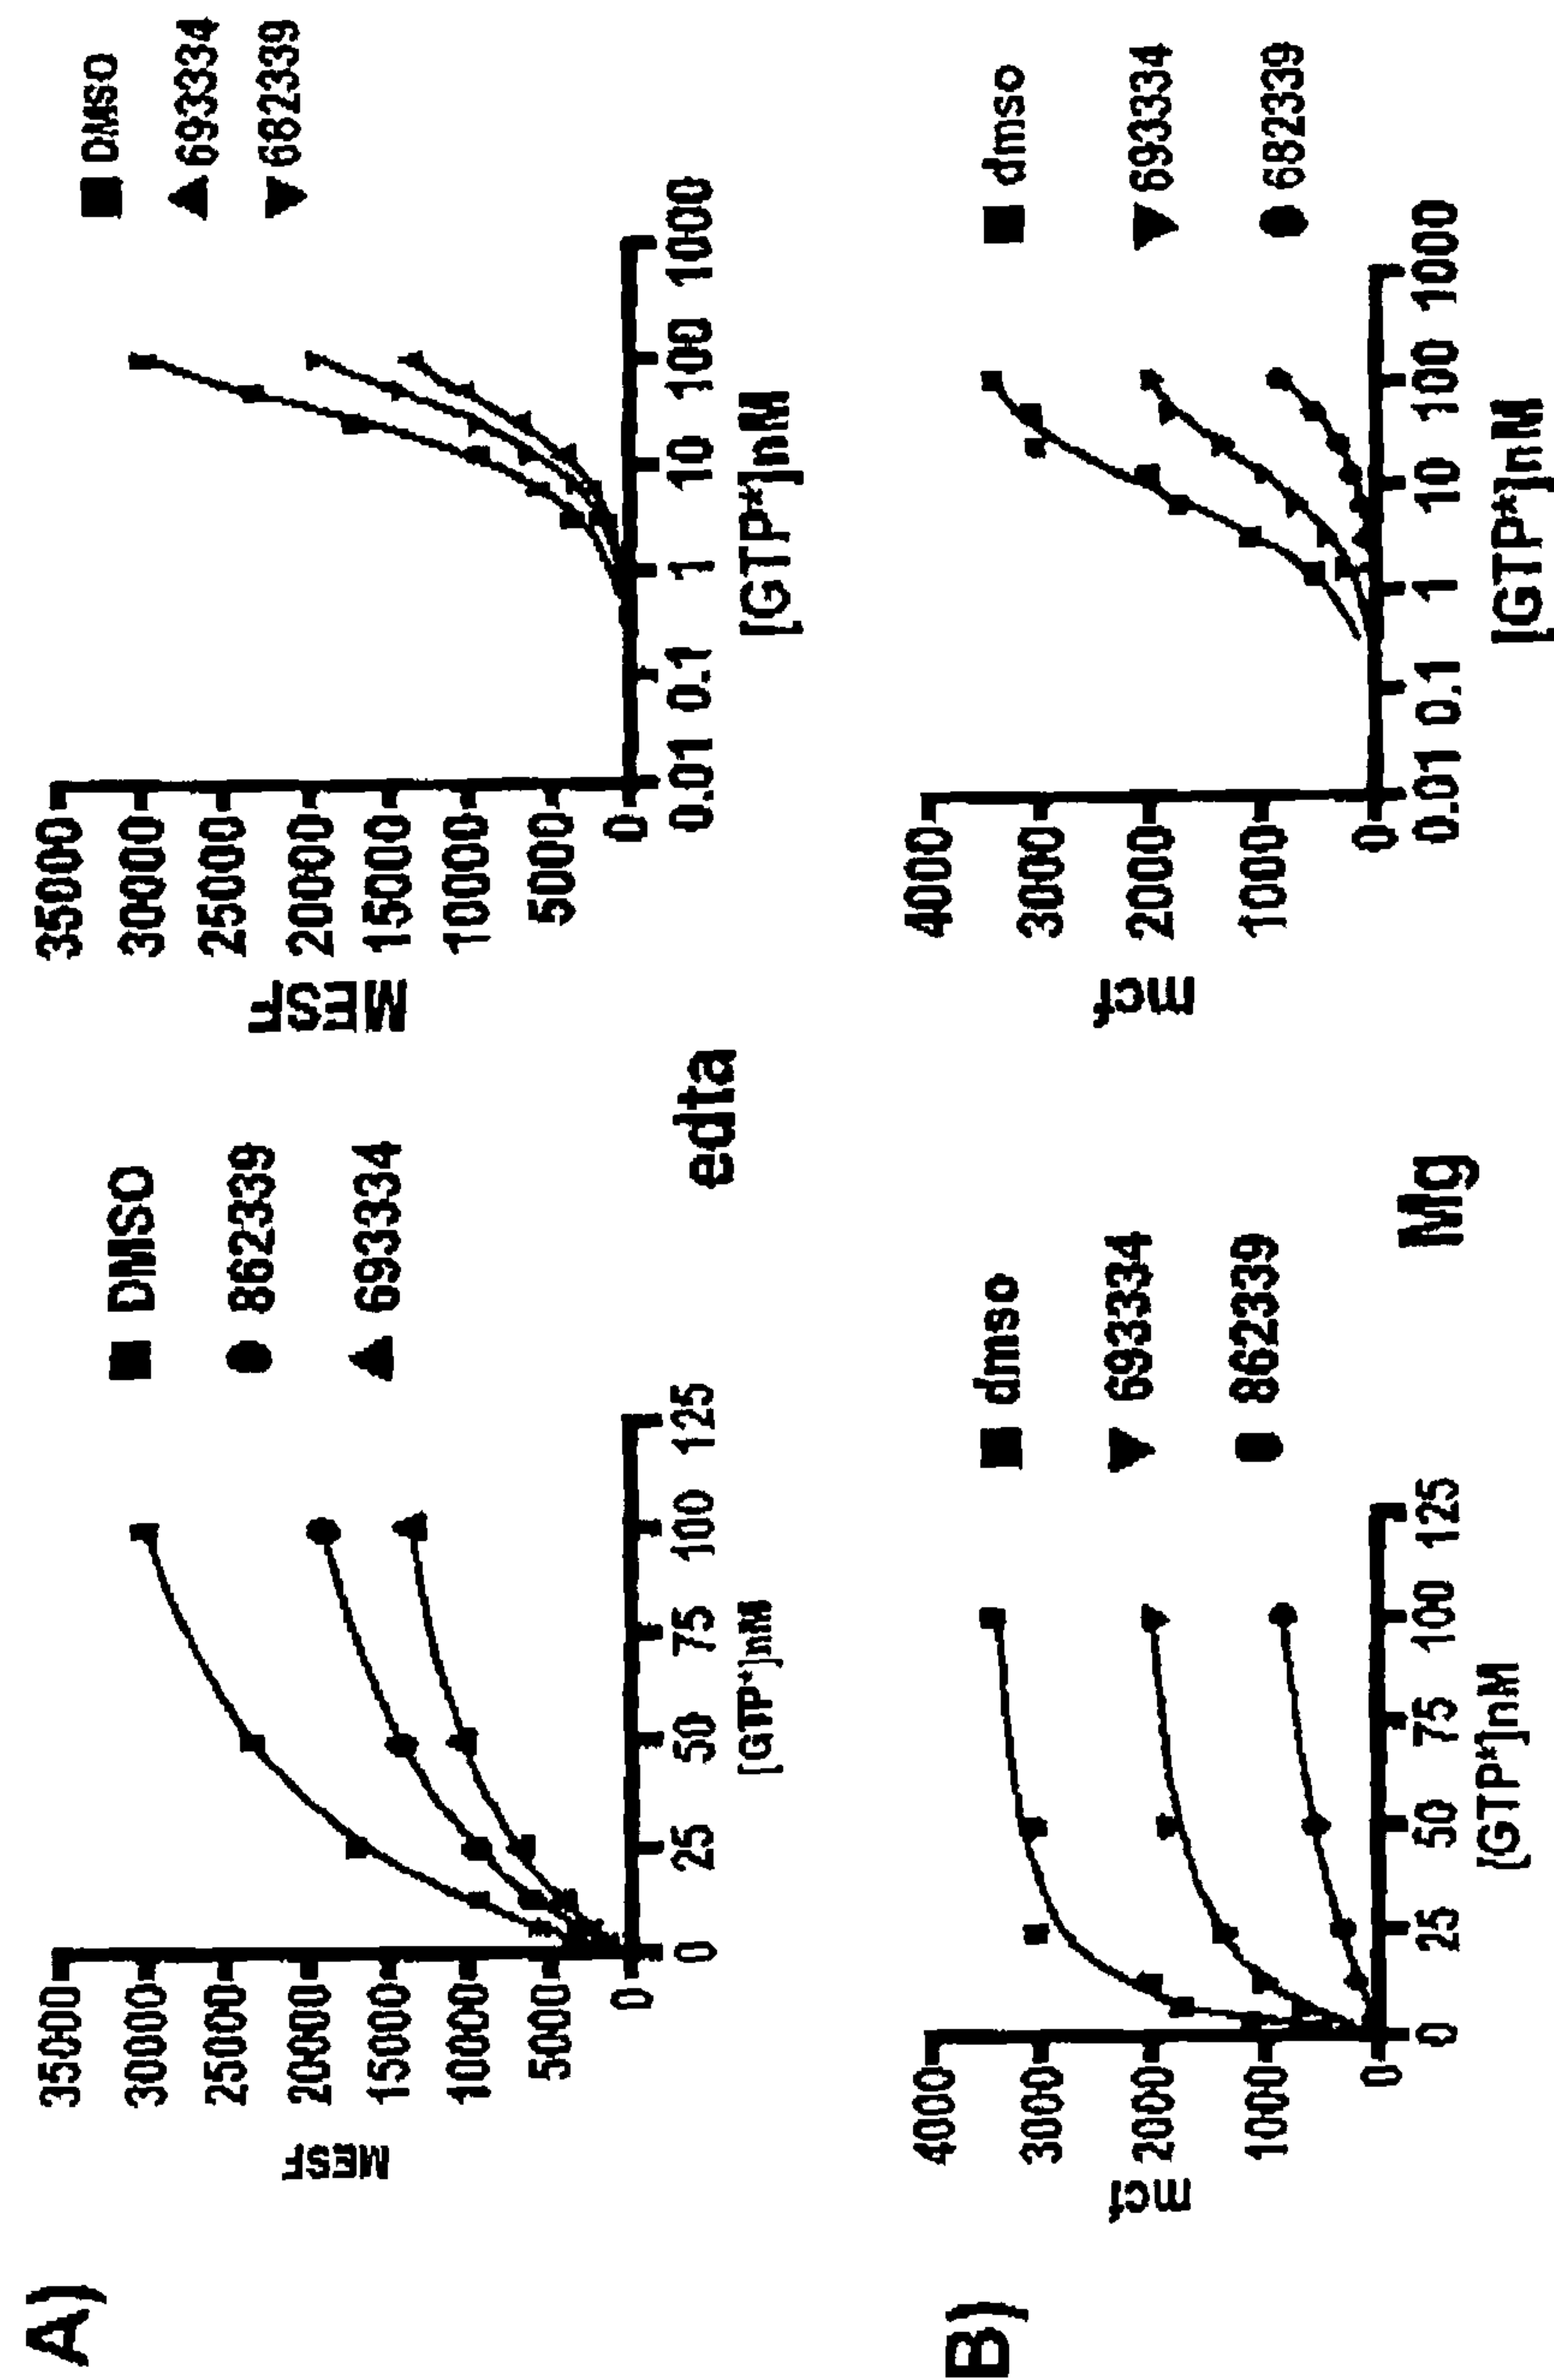 A)
MESF
35000
30000
25000
20000
15000
10000
5000
0
0 25 50 75 100 125
[GTP*]nM
DMSO
862339
693334
edta
MESF
35000
30000
25000
20000
15000
10000
5000
0
0.01 0.1 1 10 100 1000
[GTP*]nM
DMSO
693334
682339
B)
mcf
4000
3000
2000
1000
0
0 25 50 75 100 125
[GTP*]nM
dmso
693334
862339
Mg
mcf
4000
3000
2000
1000
0
0.01 0.1 1 10 100 1000
[GTP*]nM
dmso
693334
682339